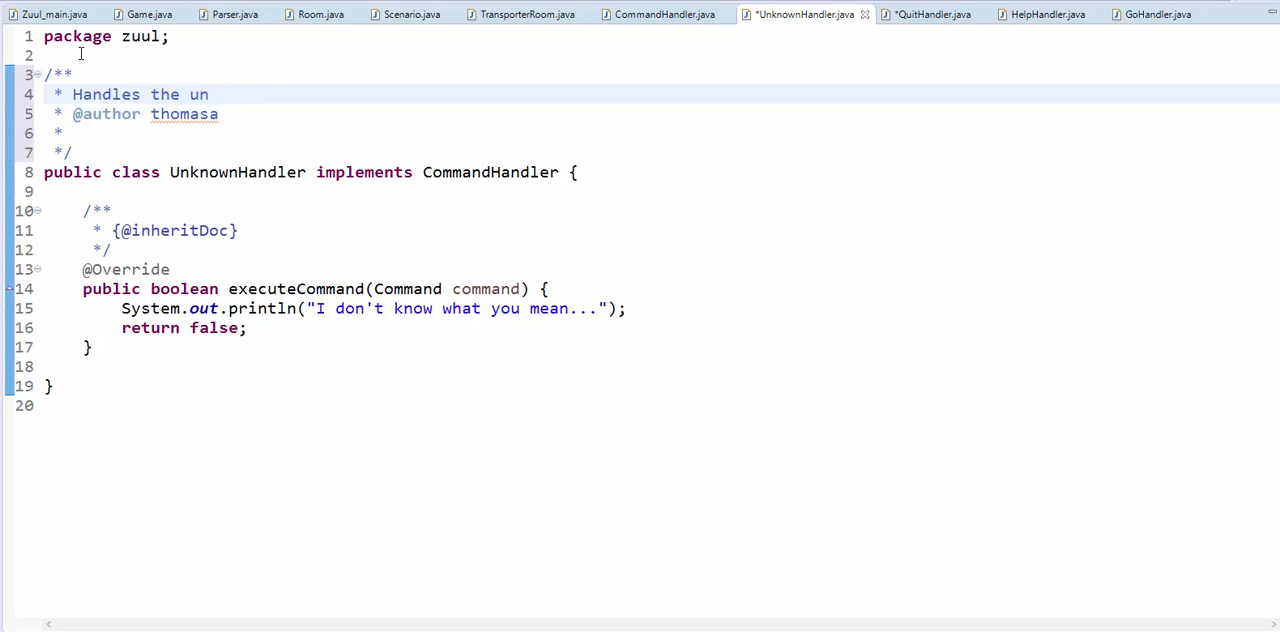 Zuul_main.java Game.java Parser.java Room.java Scenario.java TransporterRoom.java CommandHandler.java *UnknownHandler.java *QuitHandler.java HelpHandler.java GoHandler.java
1 package zuul;
2
3 /**
4 * Handles the un
5 * @author thomasa
6 *
7 */
8 public class UnknownHandler implements CommandHandler {
9
10 /**
11 * {@inheritDoc}
12 */
13 @Override
14 public boolean executeCommand(Command command) {
15 System.out.println("I don't know what you mean...");
16 return false;
17 }
18
19 }
20